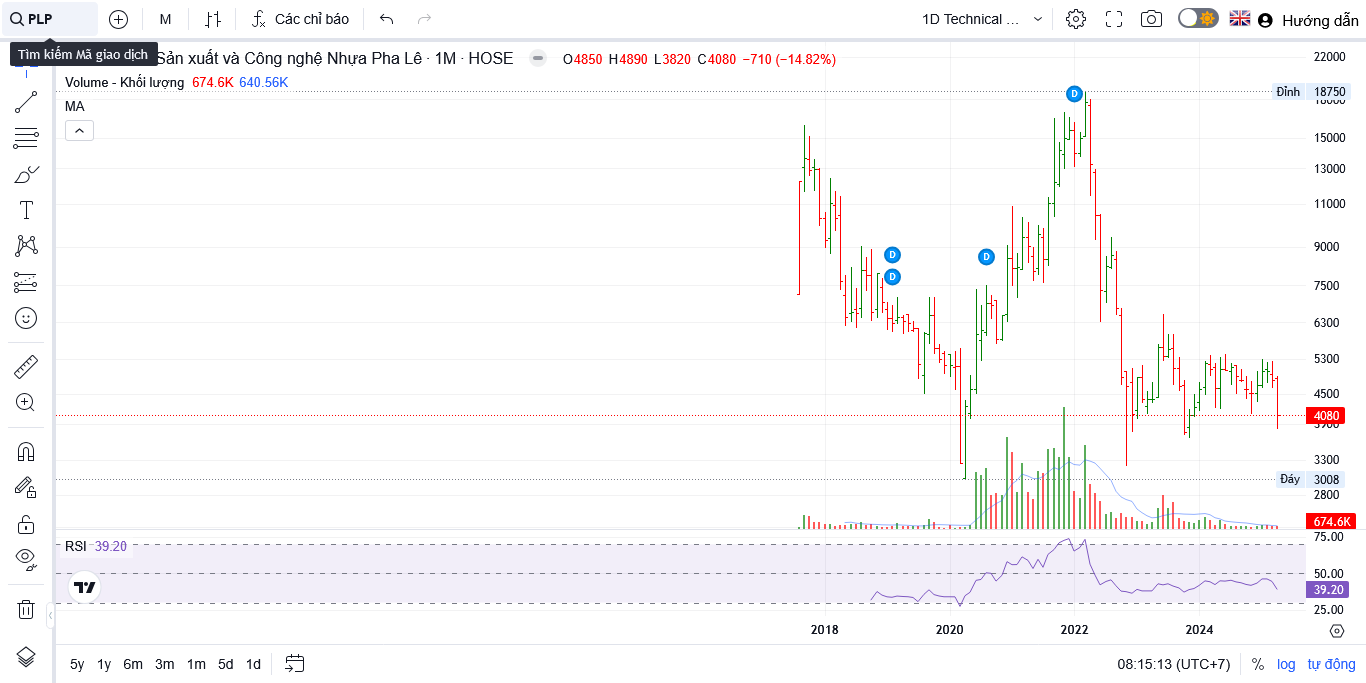 PLP M Các chỉ báo 1D Technical ... Hướng dẫn
Tìm kiếm Mã giao dịch Sản xuất và Công nghệ Nhựa Pha Lê · 1M · HOSE O4850 H4890 L3820 C4080 −710 (−14.82%)
Volume - Khối lượng 674.6K 640.56K
MA
22000
Đỉnh 18750
15000
13000
11000
9000
7500
6300
5300
4500
4080
3300
Đáy 3008
2800
674.6K
D
D
D
D
RSI 39.20
75.00
50.00
39.20
25.00
2018 2020 2022 2024
5y 1y 6m 3m 1m 5d 1d 08:15:13 (UTC+7) % log tự động